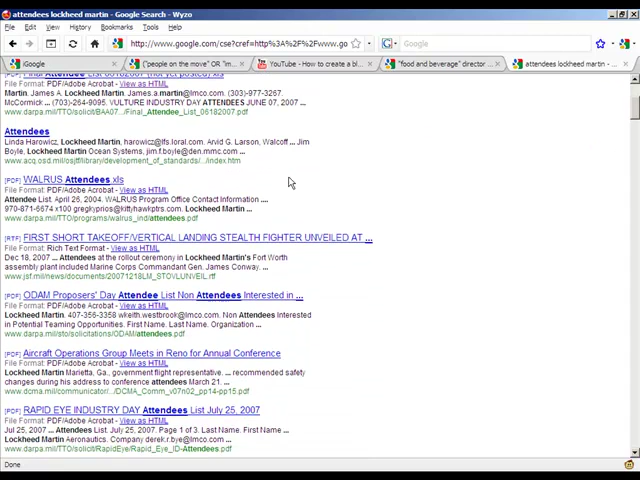 attendees lockheed martin - Google Search - Wyzo
File Edit View History Bookmarks Tools Help
http://www.google.com/cse?cref=http%3A%2F%2Fwww.go
Google
iGoogle
("people on the move" OR "im...
YouTube - How to create a bl...
"food and beverage" director ...
attendees lockheed martin - ...
File Format: PDF/Adobe Acrobat - View as HTML
Martin. James A. Lockheed Martin. James.a.martin@lmco.com. (303)-977-3267.
McCormick ... (703)-264-9095. VULTURE INDUSTRY DAY ATTENDEES JUNE 07, 2007 ...
www.darpa.mil/TTO/solicit/BAA07.../Final_Attendee_List_06182007.pdf
Attendees
Linda Harowicz, Lockheed Martin, harowicz@lfs.loral.com. Arvid G. Larson, Walcoff ... Jim
Boyle, Lockheed Martin Ocean Systems, jim.f.boyle@den.mmc.com ...
www.acq.osd.mil/osjtf/library/development_of_standards/.../index.htm
[PDF] WALRUS Attendees.xls
File Format: PDF/Adobe Acrobat - View as HTML
Attendee List. April 26, 2004. WALRUS Program Office Contact Information ....
970-871-6674 x100 gregkyprios@kittyhawktprs.com. Lockheed Martin ...
www.darpa.mil/TTO/programs/walrus_ind/attendees.pdf
[RTF] FIRST SHORT TAKEOFF/VERTICAL LANDING STEALTH FIGHTER UNVEILED AT ...
File Format: Rich Text Format - View as HTML
Dec 18, 2007 ... Attendees at the rollout ceremony in Lockheed Martin's Fort Worth
assembly plant included Marine Corps Commandant Gen. James Conway, ...
www.jsf.mil/news/documents/20071218LM_STOVLUNVEIL.rtf
[PDF] ODAM Proposers' Day Attendee List Non Attendees Interested in ...
File Format: PDF/Adobe Acrobat - View as HTML
Lockheed Martin. 407-356-3358 wkeith.westbrook@lmco.com. Non Attendees Interested
in Potential Teaming Opportunities. First Name. Last Name. Organization ...
www.darpa.mil/sto/solicitations/ODAM/attendees.pdf
[PDF] Aircraft Operations Group Meets in Reno for Annual Conference
File Format: PDF/Adobe Acrobat - View as HTML
Lockheed Martin Marietta, Ga., government flight representative. ... recommended safety
changes during his address to conference attendees March 21. ...
www.dcma.mil/communicator/.../DCMA_Comm_v07n02_pp14-pp15.pdf
[PDF] RAPID EYE INDUSTRY DAY Attendees List July 25, 2007
File Format: PDF/Adobe Acrobat - View as HTML
Jul 25, 2007 ... Attendees List. July 25, 2007. Page 1 of 3. Last Name. First Name ...
Lockheed Martin Aeronautics. Company derek.r.bye@lmco.com ...
www.darpa.mil/TTO/solicit/RapidEye/Rapid_Eye_ID-Attendees.pdf
Done